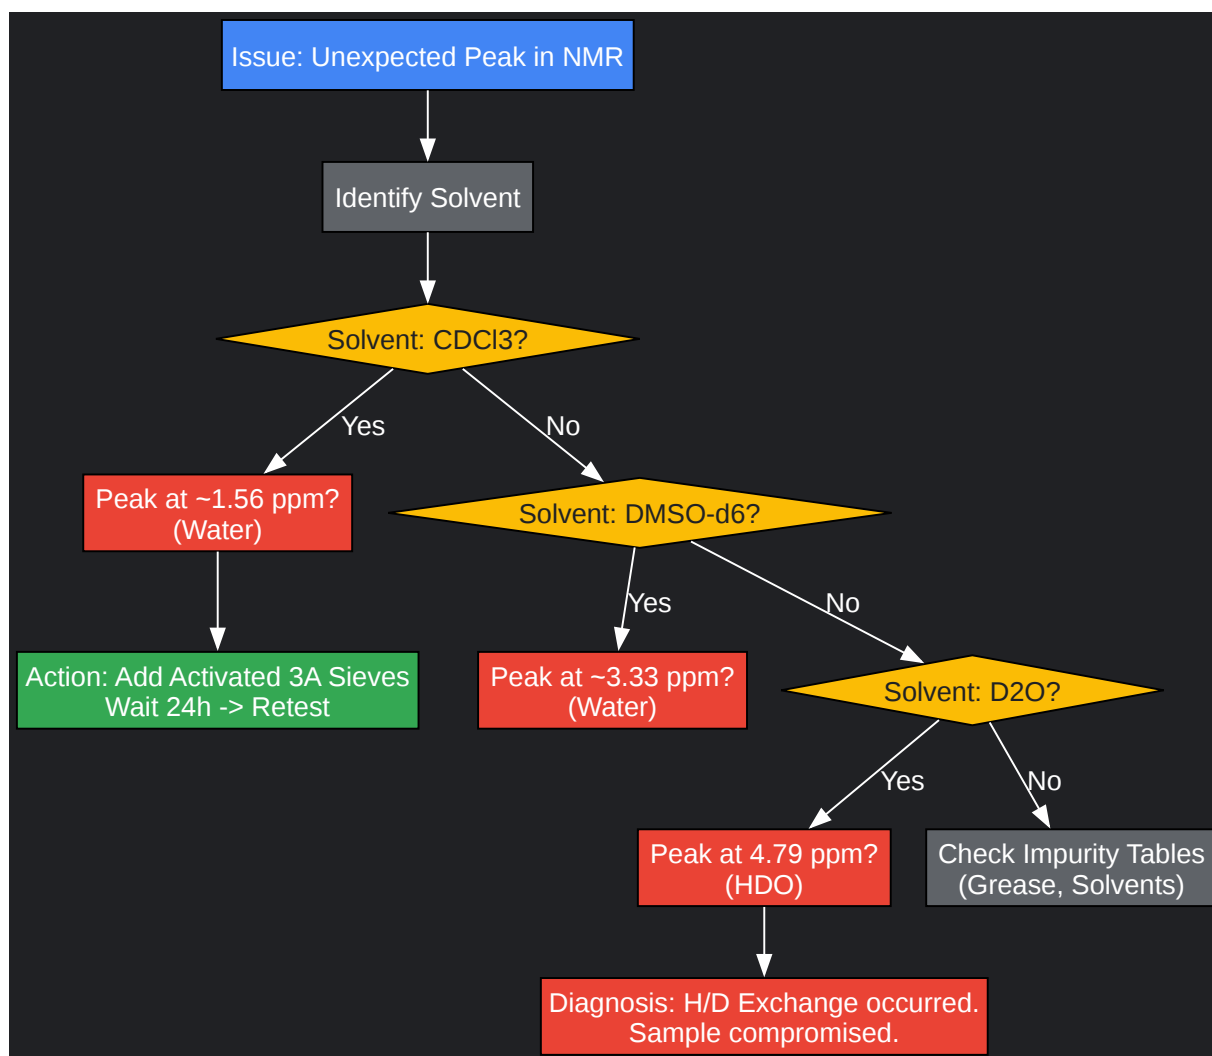 Issue: Unexpected Peak in NMR
Identify Solvent
Solvent: CDCl3?
Yes
No
Peak at ~1.56 ppm?
(Water)
Solvent: DMSO-d6?
Yes
No
Action: Add Activated 3A Sieves
Wait 24h -> Retest
Peak at ~3.33 ppm?
(Water)
Solvent: D2O?
Yes
No
Peak at 4.79 ppm?
(HDO)
Check Impurity Tables
(Grease, Solvents)
Diagnosis: H/D Exchange occurred.
Sample compromised.